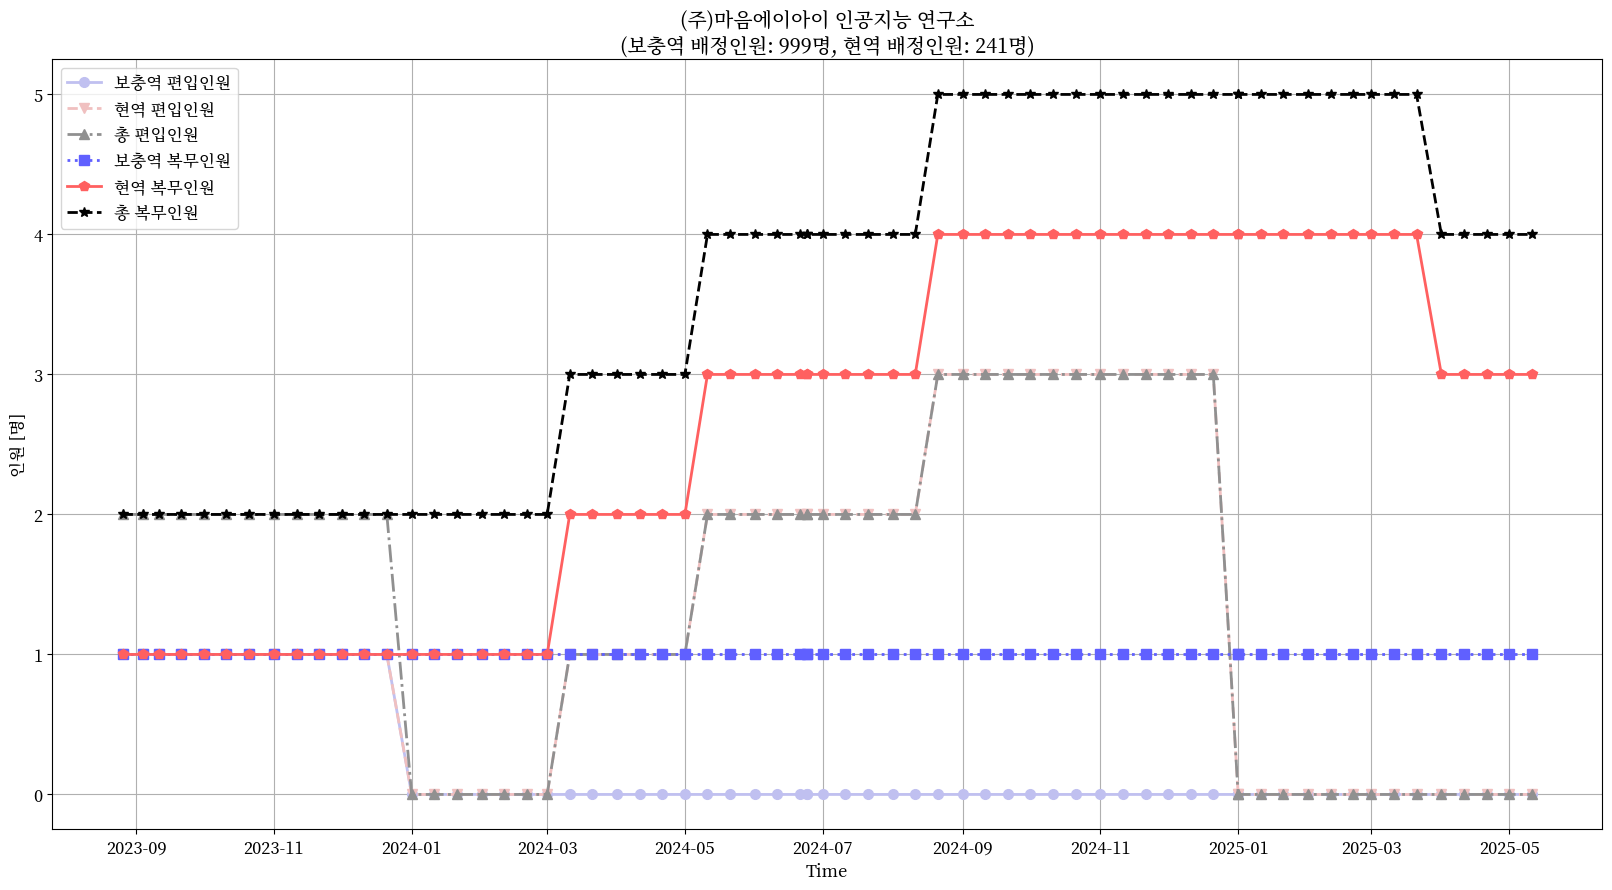 (주)마음에이아이 인공지능 연구소
(보충역 배정인원: 999명, 현역 배정인원: 241명)
보충역 편입인원
현역 편입인원
총 편입인원
보충역 복무인원
현역 복무인원
총 복무인원
5
4
3
2
1
0
인원 [명]
2023-09 2023-11 2024-01 2024-03 2024-05 2024-07 2024-09 2024-11 2025-01 2025-03 2025-05
Time